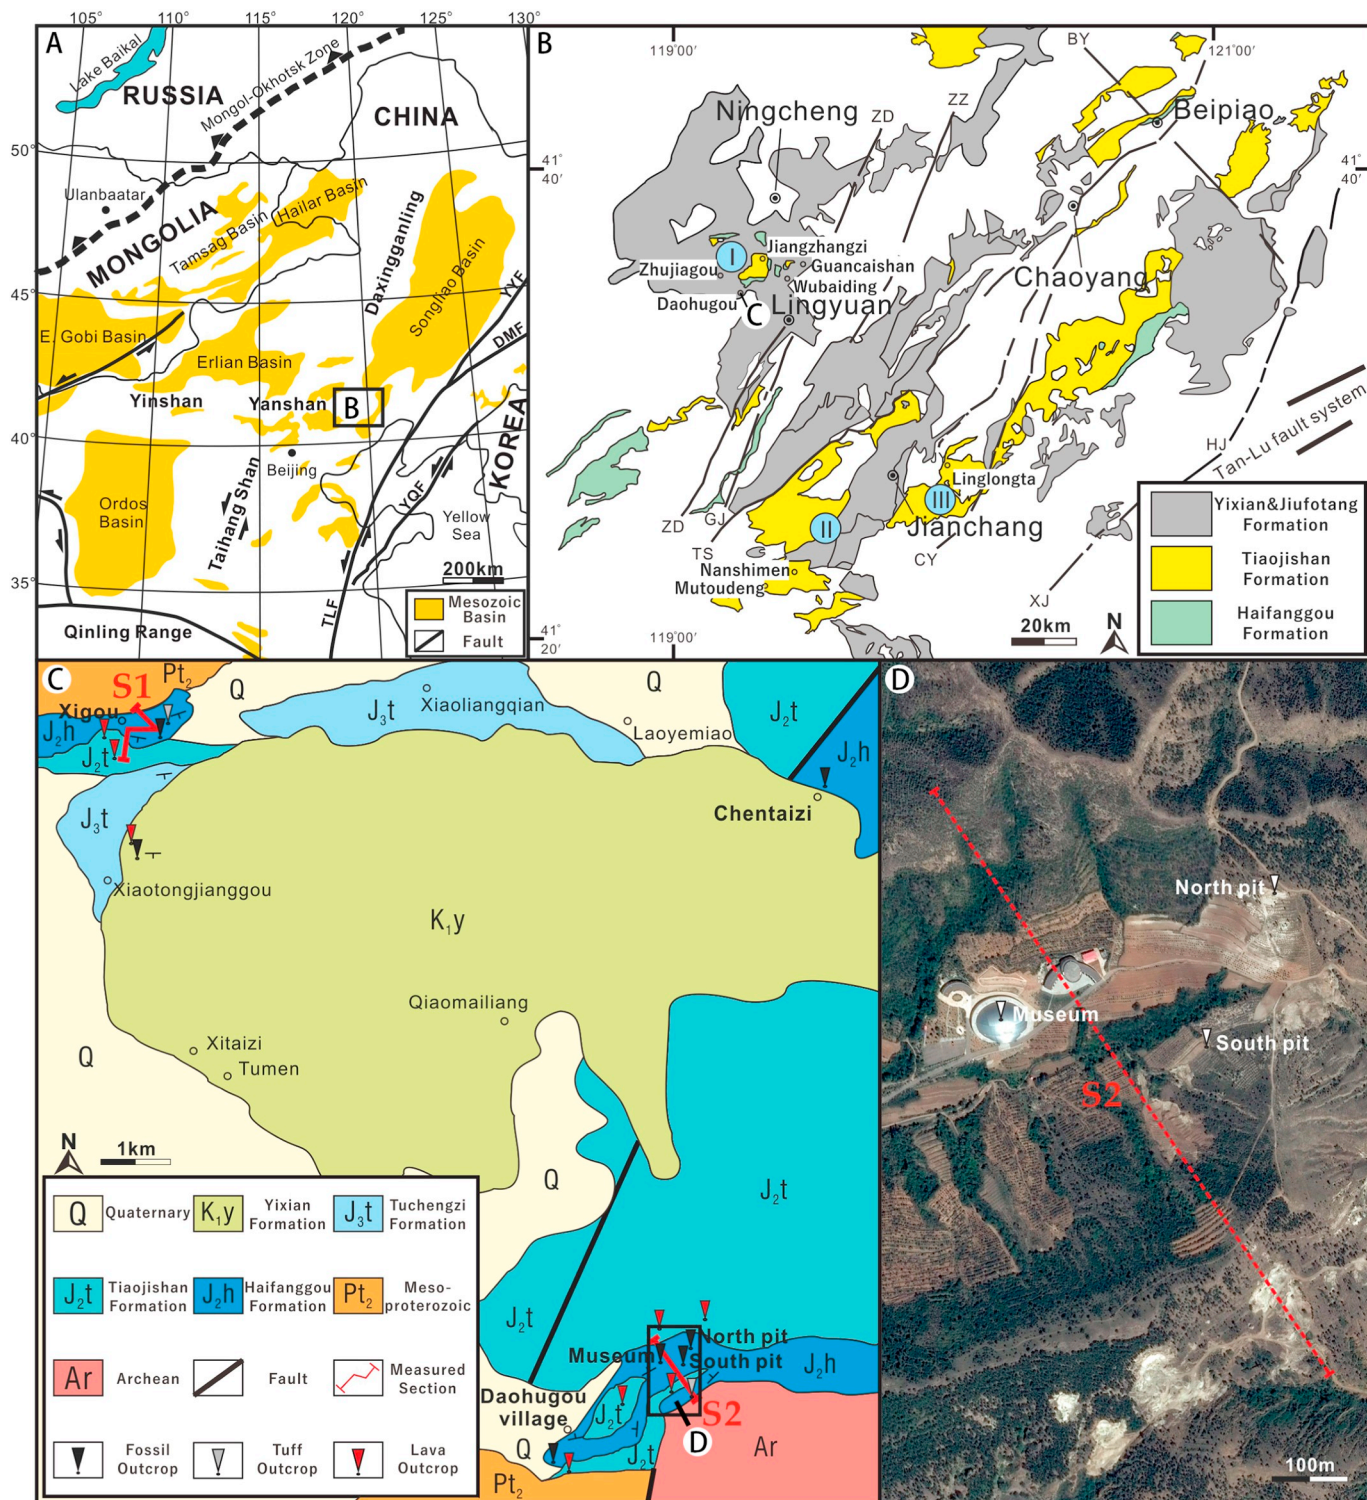 105°
110°
115°
120°
125°
130°
A
Lake Baikal
RUSSIA
Mongol-Okhotsk Zone
CHINA
50°
Ulanbaatar
MONGOLIA
Tamsag Basin
Hailar Basin
Daxingganling
Songliao Basin
45°
E. Gobi Basin
Erlian Basin
YYF
DMF
Yinshan
Yanshan
B
40°
Beijing
KOREA
Ordos
Basin
Taihang Shan
YQF
Yellow
Sea
35°
200km
TLF
Qinling Range
Mesozoic
Basin
Fault
B
119°00′
121°00′
BY
Ningcheng
ZD
ZZ
Beipiao
41°
40′
41°
40′
I
Jiangzhangzi
Zhujiagou
Guancaishan
Wubaiding
Daohugou
C
Lingyuan
Chaoyang
HJ
Tan-Lu fault system
Linglongta
III
II
Jianchang
ZD
GJ
TS
CY
Nanshimen
Mutoudeng
XJ
41°
20′
119°00′
20km
N
Yixian&Jiufotang
Formation
Tiaojishan
Formation
Haifanggou
Formation
C
Pt2
S1
Q
Q
Xigou
J3t
Xiaoliangqian
J2t
J2h
Laoyemiao
J2t
J2h
Chentaizi
J3t
Xiaotongjianggou
K1y
Qiaomailiang
Q
Xitaizi
Tumen
N
1km
Q
J2t
J2t
Museum
North pit
South pit
J2h
Daohugou
village
J2t
S2
D
Q
J2t
Ar
Pt2
Q Quaternary
K1y Yixian
Formation
J3t Tuchengzi
Formation
J2t Tiaojishan
Formation
J2h Haifanggou
Formation
Pt2 Meso-
proterozoic
Ar Archean
Fault
Measured
Section
Fossil
Outcrop
Tuff
Outcrop
Lava
Outcrop
D
North pit
Museum
South pit
S2
100m